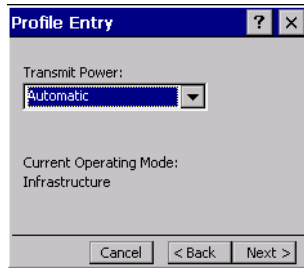 Profile Entry ? ×
Transmit Power:
Automatic
Current Operating Mode:
Infrastructure
Cancel < Back Next >